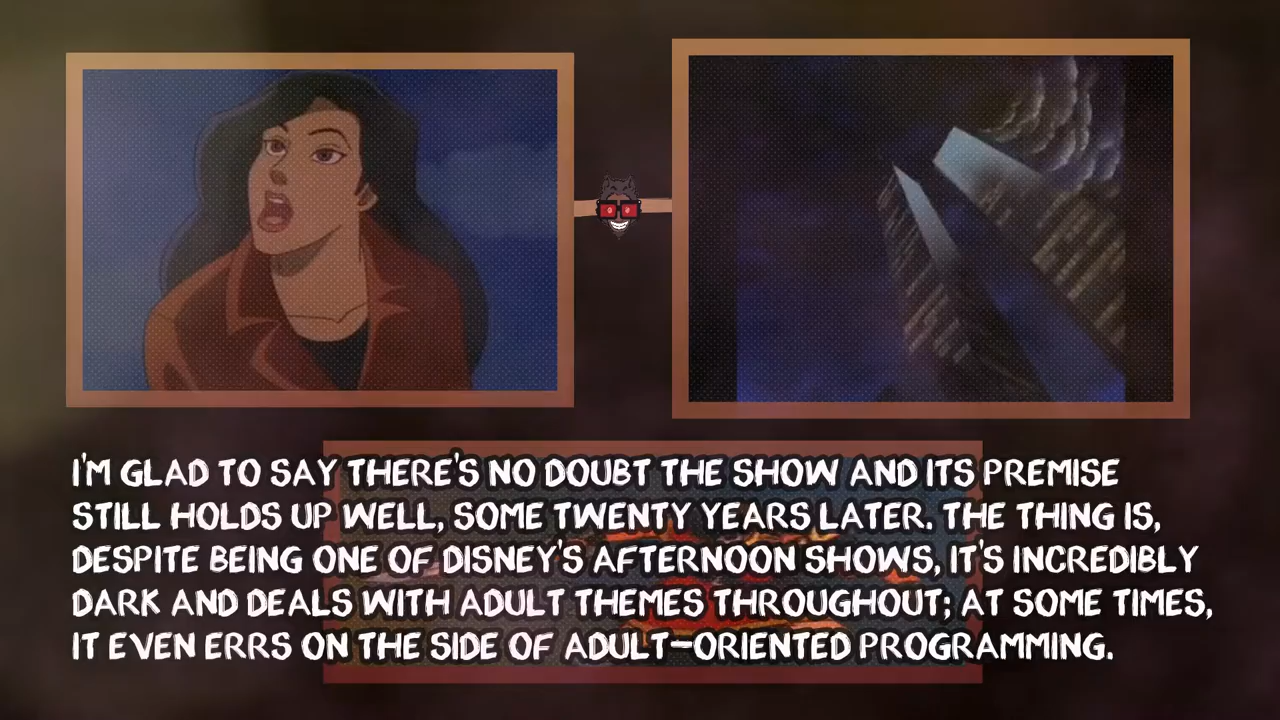 I'M GLAD TO SAY THERE'S NO DOUBT THE SHOW AND ITS PREMISE
STILL HOLDS UP WELL, SOME TWENTY YEARS LATER. THE THING IS,
DESPITE BEING ONE OF DISNEY'S AFTERNOON SHOWS, IT'S INCREDIBLY
DARK AND DEALS WITH ADULT THEMES THROUGHOUT; AT SOME TIMES,
IT EVEN ERRS ON THE SIDE OF ADULT-ORIENTED PROGRAMMING.